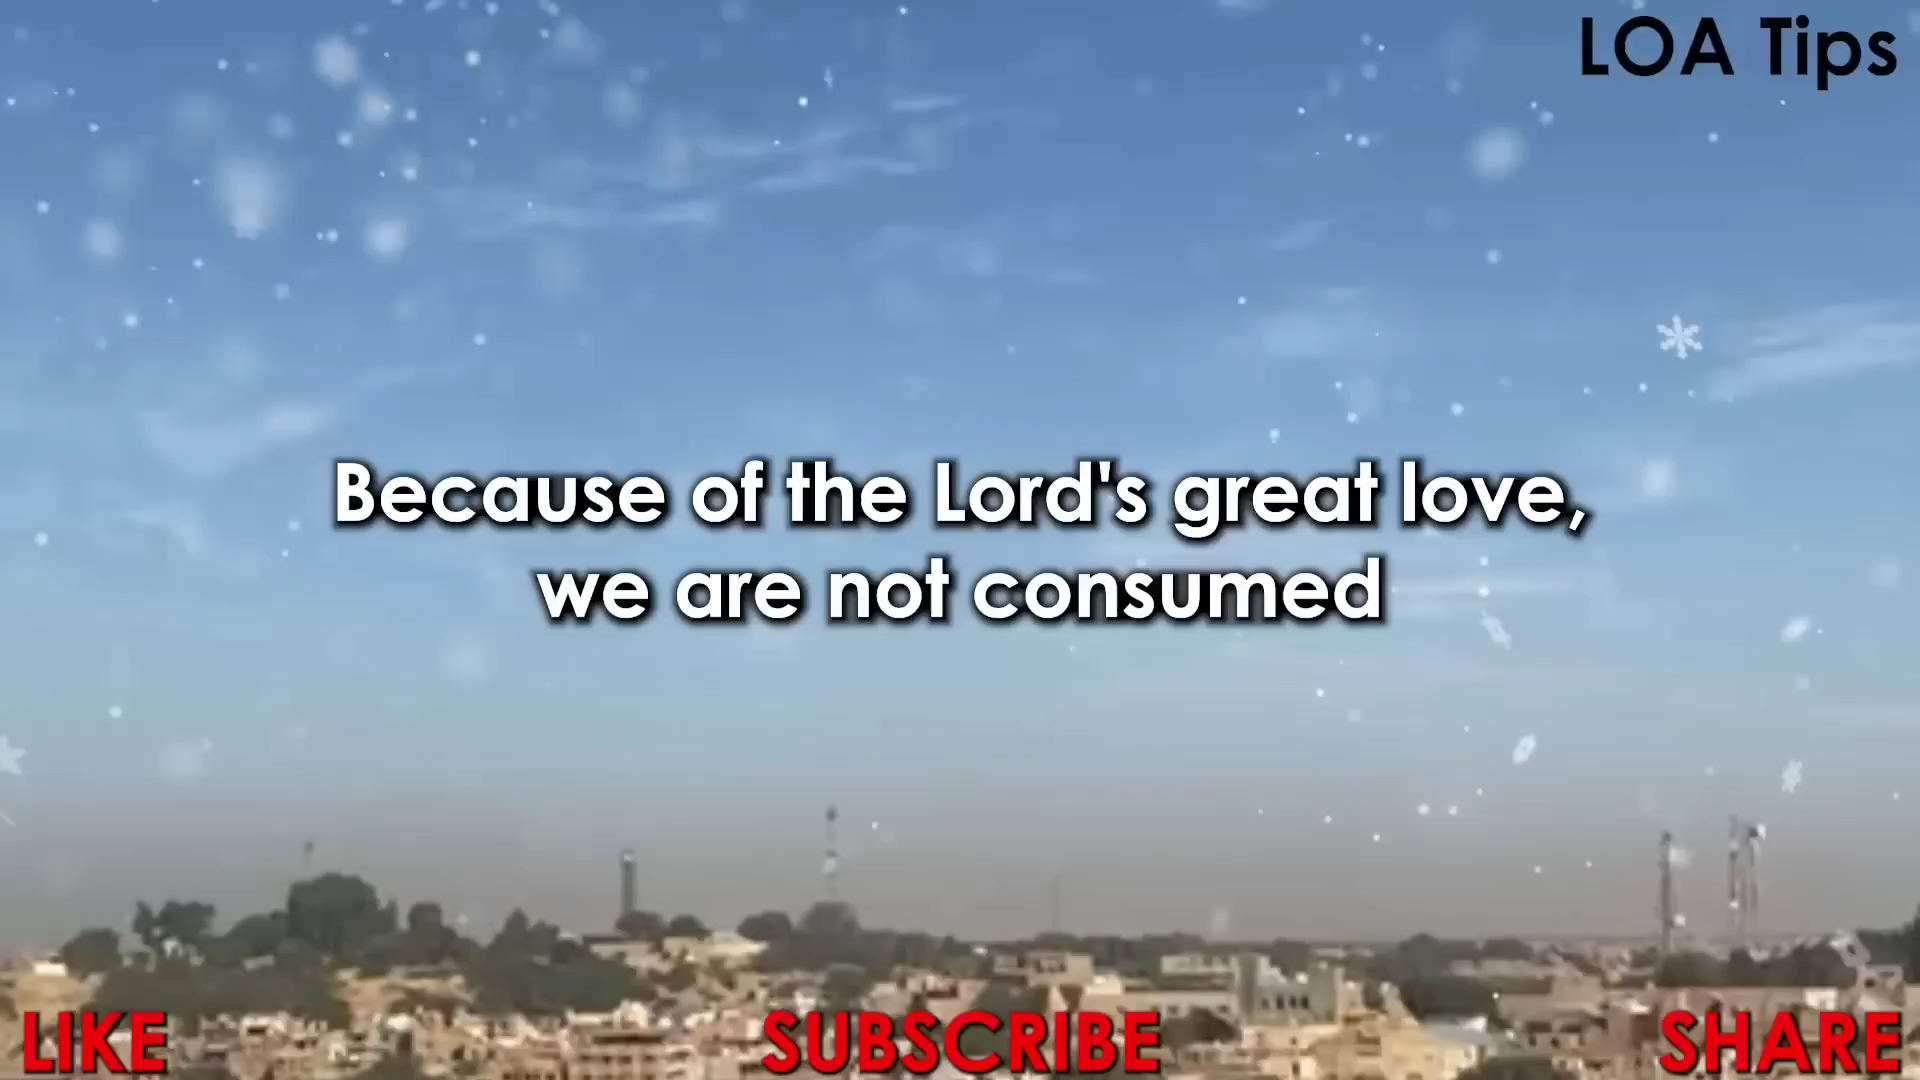 LOA Tips
Because of the Lord's great love,
we are not consumed
LIKE
SUBSCRIBE
SHARE